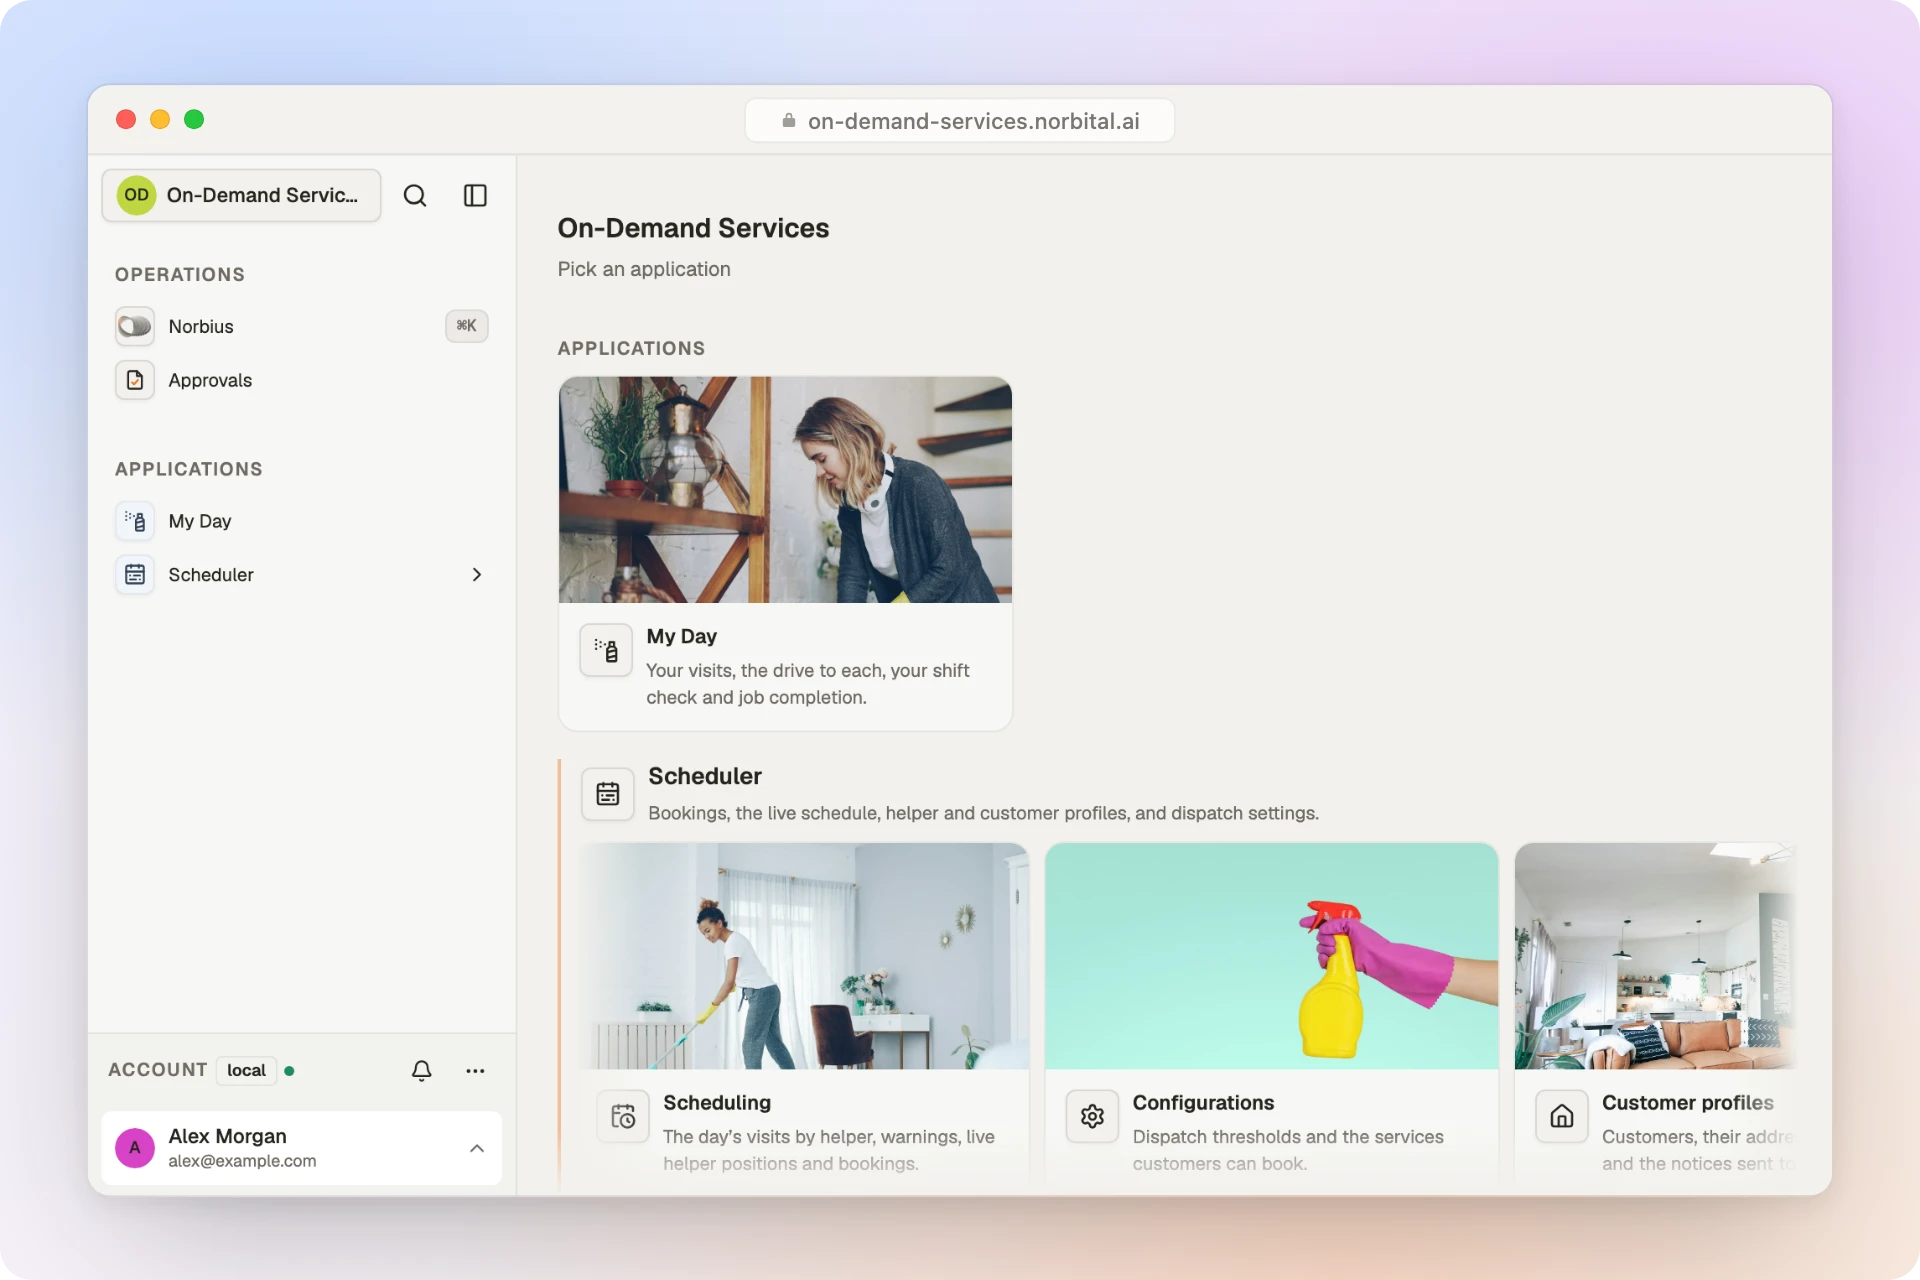 on-demand-services.norbital.ai
OD On-Demand Servic...
OPERATIONS
Norbius ⌘K
Approvals
APPLICATIONS
My Day
Scheduler
ACCOUNT local
A Alex Morgan
alex@example.com
On-Demand Services
Pick an application
APPLICATIONS
My Day
Your visits, the drive to each, your shift
check and job completion.
Scheduler
Bookings, the live schedule, helper and customer profiles, and dispatch settings.
Scheduling
The day’s visits by helper, warnings, live
helper positions and bookings.
Configurations
Dispatch thresholds and the services
customers can book.
Customer profiles
Customers, their addre
and the notices sent to